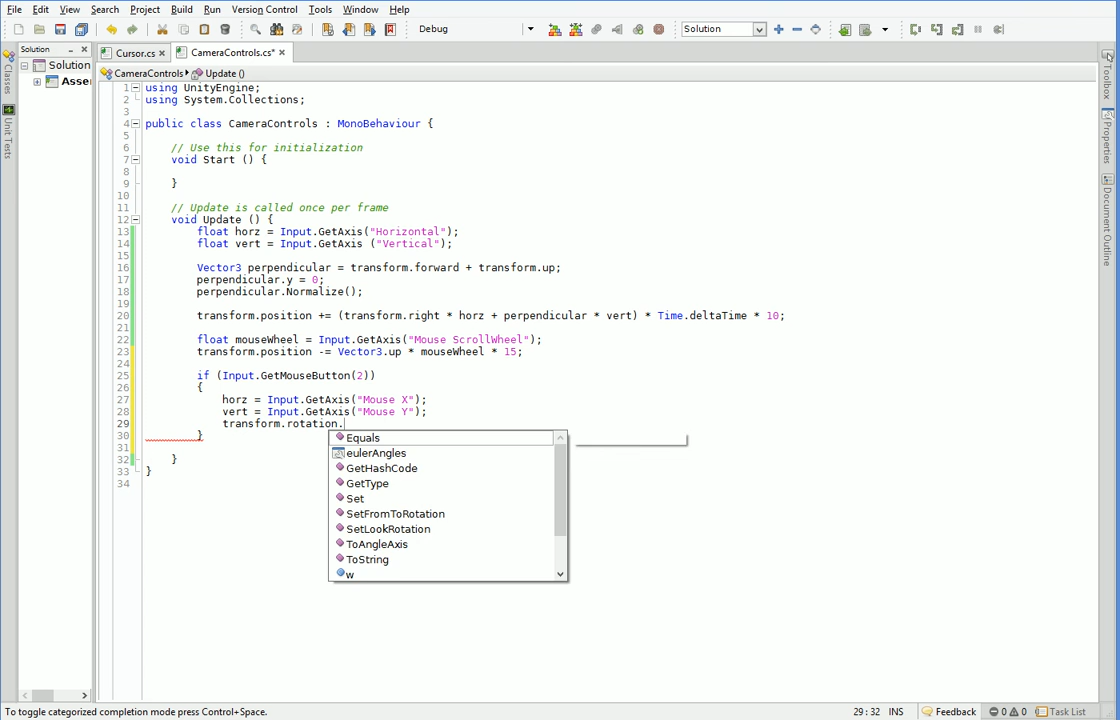 File Edit View Search Project Build Run Version Control Tools Window Help
Debug Solution
Solution Cursor.cs CameraControls.cs*
Solution CameraControls Update ()
Asser
Classes
Unit Tests
Toolbox
Properties
Document Outline
1 using UnityEngine;
2 using System.Collections;
3
4 public class CameraControls : MonoBehaviour {
5
6 // Use this for initialization
7 void Start () {
8
9 }
10
11 // Update is called once per frame
12 void Update () {
13 float horz = Input.GetAxis("Horizontal");
14 float vert = Input.GetAxis ("Vertical");
15
16 Vector3 perpendicular = transform.forward + transform.up;
17 perpendicular.y = 0;
18 perpendicular.Normalize();
19
20 transform.position += (transform.right * horz + perpendicular * vert) * Time.deltaTime * 10;
21
22 float mouseWheel = Input.GetAxis("Mouse ScrollWheel");
23 transform.position -= Vector3.up * mouseWheel * 15;
24
25 if (Input.GetMouseButton(2))
26 {
27 horz = Input.GetAxis("Mouse X");
28 vert = Input.GetAxis("Mouse Y");
29 transform.rotation.
30 }
31
32 }
33 }
34
Equals
eulerAngles
GetHashCode
GetType
Set
SetFromToRotation
SetLookRotation
ToAngleAxis
ToString
w
To toggle categorized completion mode press Control+Space. 29 : 32 INS Feedback 0 0 Task List